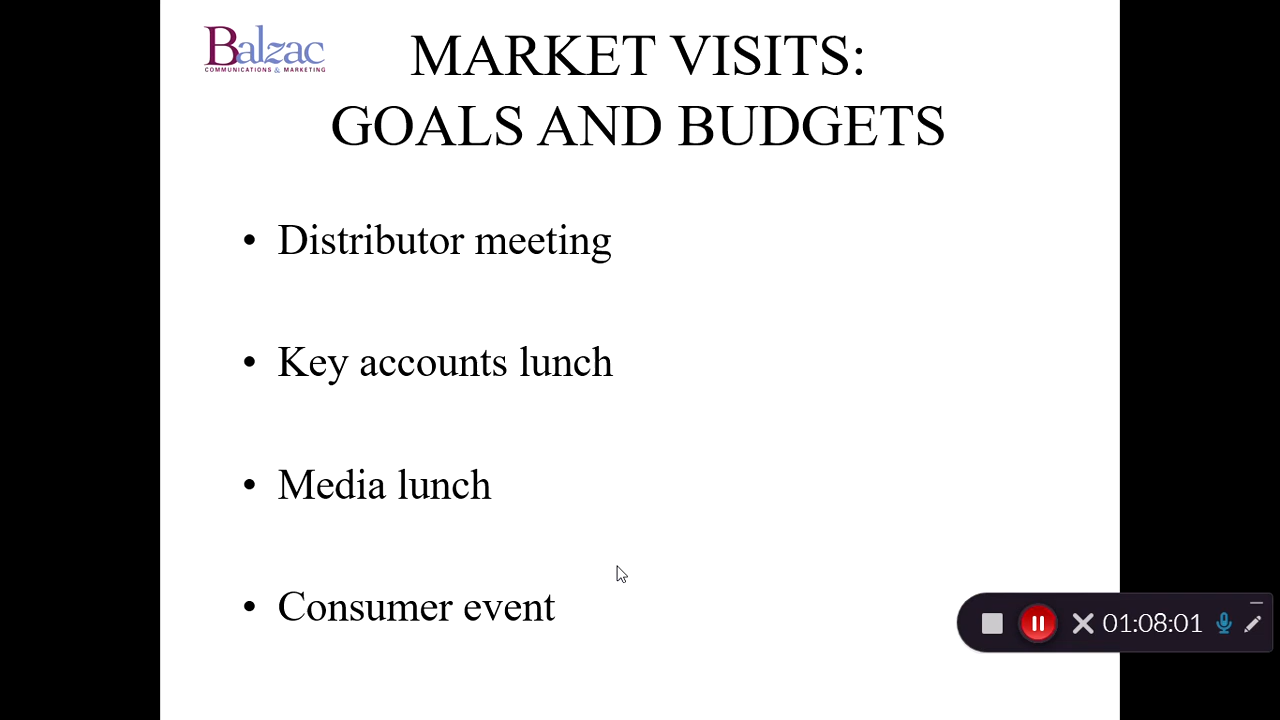 Balzac
COMMUNICATIONS & MARKETING
MARKET VISITS:
GOALS AND BUDGETS
• Distributor meeting
• Key accounts lunch
• Media lunch
• Consumer event
01:08:01